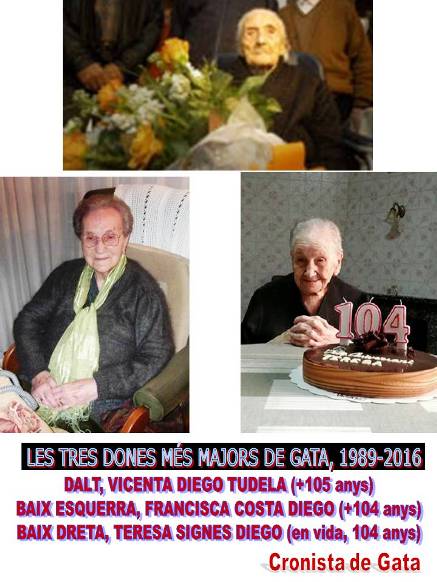 104
LES TRES DONES MÉS MAJORS DE GATA, 1989-2016
DALT, VICENTA DIEGO TUDELA (+105 anys)
BAIX ESQUERRA, FRANCISCA COSTA DIEGO (+104 anys)
BAIX DRETA, TERESA SIGNES DIEGO (en vida, 104 anys)
Cronista de Gata